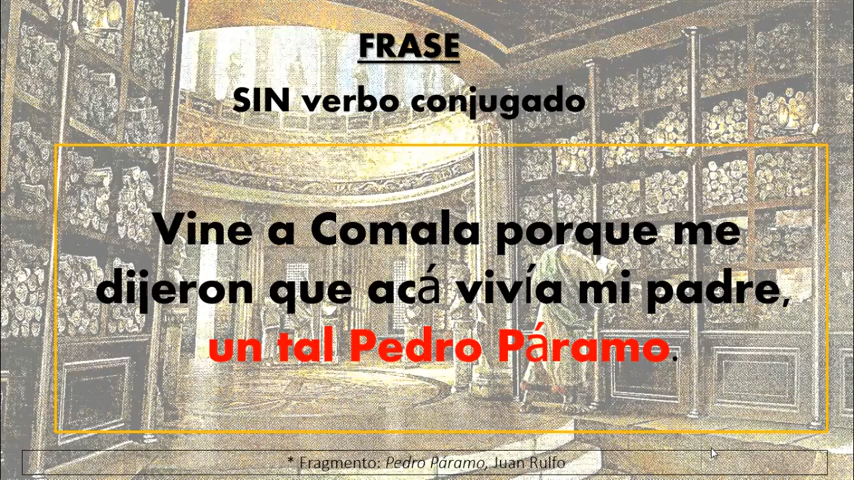 FRASE
SIN verbo conjugado
Vine a Comala porque me
dijeron que acá vivía mi padre,
un tal Pedro Páramo.
* Fragmento: Pedro Páramo, Juan Rulfo